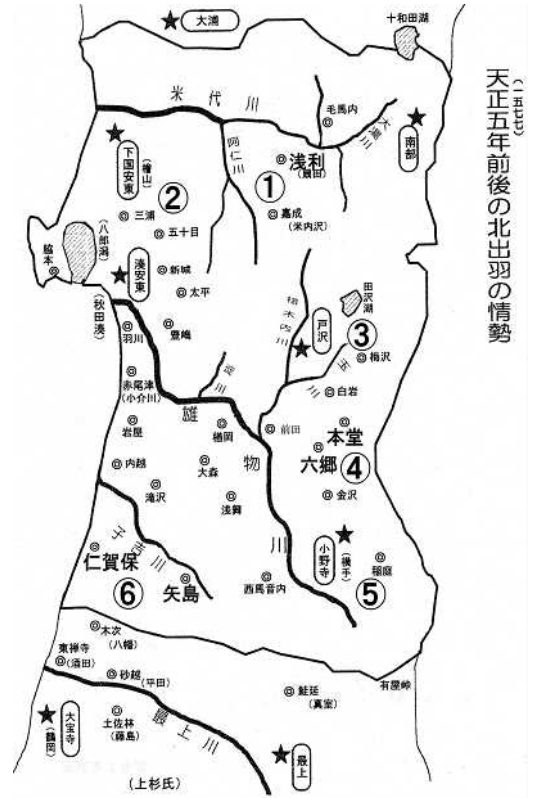 天正五年前後の北出羽の情勢
(一五七七)
大浦
十和田湖
米代川
毛馬内
大湯川
南部
阿仁川
浅利
下国安東
(檜山)
②
①
嘉成
(米内沢)
三浦
五十目
(八郎潟)
脇本
湊安東
新城
太平
田沢湖
桧木内川
戸沢
③
(秋田湊)
羽川
豊嶋
梅沢
淀川
玉川
赤尾津
(小介川)
白岩
雄物川
岩屋
楢岡
前田
本堂
六郷
④
内越
大森
滝沢
浅舞
金沢
子吉川
小野寺
(横手)
稲庭
仁賀保
⑥
矢島
西馬音内
⑤
木次
(八幡)
東禅寺
(酒田)
砂越
(平田)
有屋峠
鮭延
(真室)
大宝寺
(鶴岡)
土佐林
(藤島)
最上川
最上
(上杉氏)